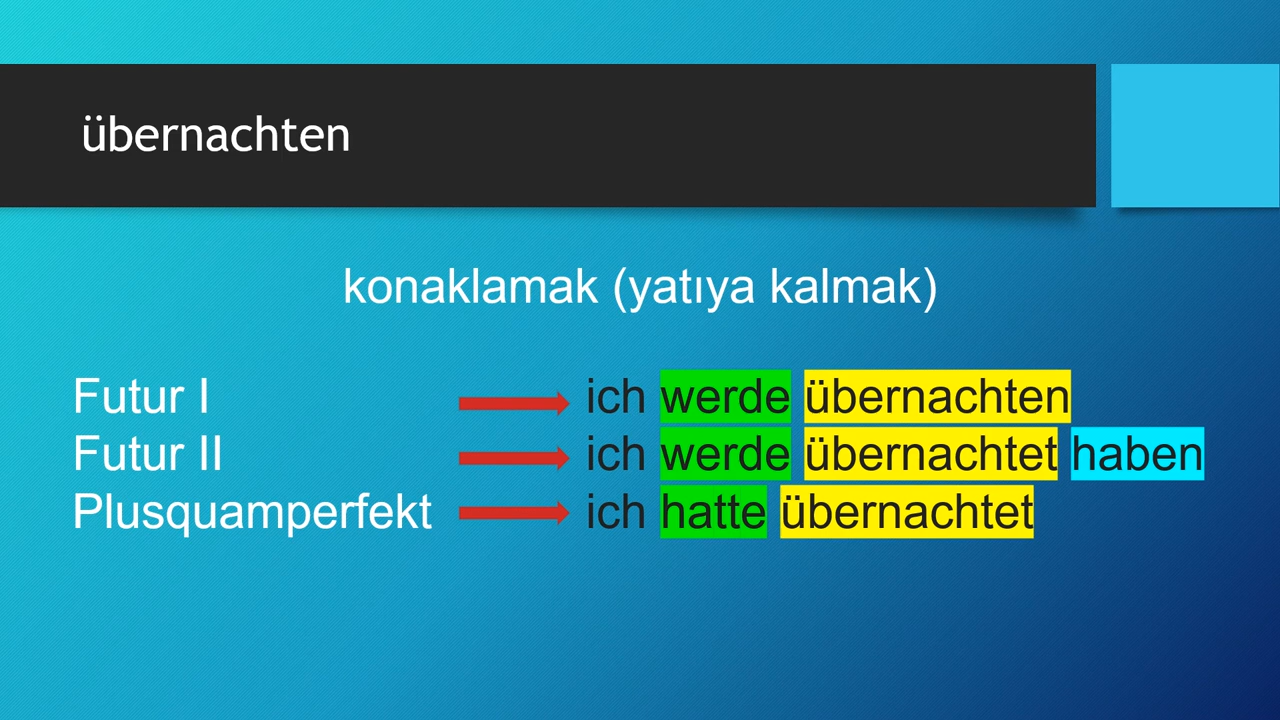 übernachten
konaklamak (yatıya kalmak)
Futur I ich werde übernachten
Futur II ich werde übernachtet haben
Plusquamperfekt ich hatte übernachtet